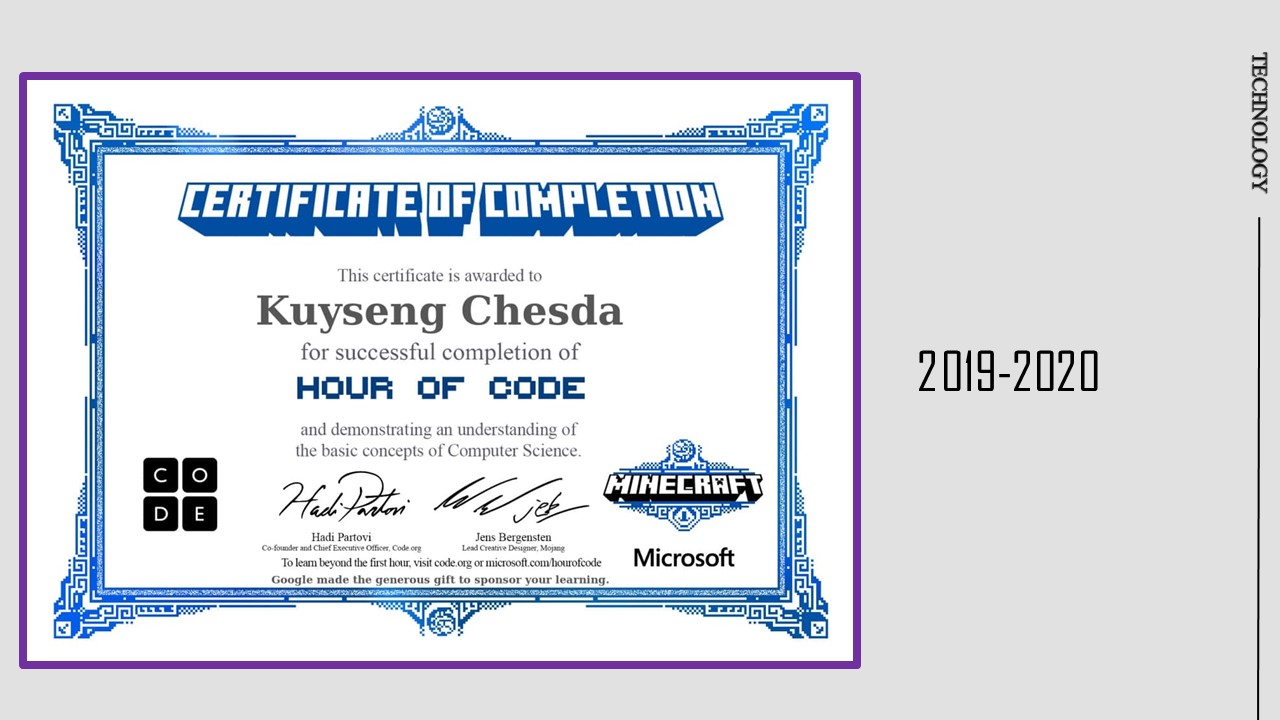 CERTIFICATE OF COMPLETION
This certificate is awarded to
Kuyseng Chesda
for successful completion of
HOUR OF CODE
and demonstrating an understanding of
the basic concepts of Computer Science.
C O
D E
Hadi Partovi
jeb
MINECRAFT
Hadi Partovi
Co-founder and Chief Executive Officer, Code.org
Jens Bergensten
Lead Creative Designer, Mojang
Microsoft
To learn beyond the first hour, visit code.org or microsoft.com/hourofcode
Google made the generous gift to sponsor your learning.
2019-2020
TECHNOLOGY